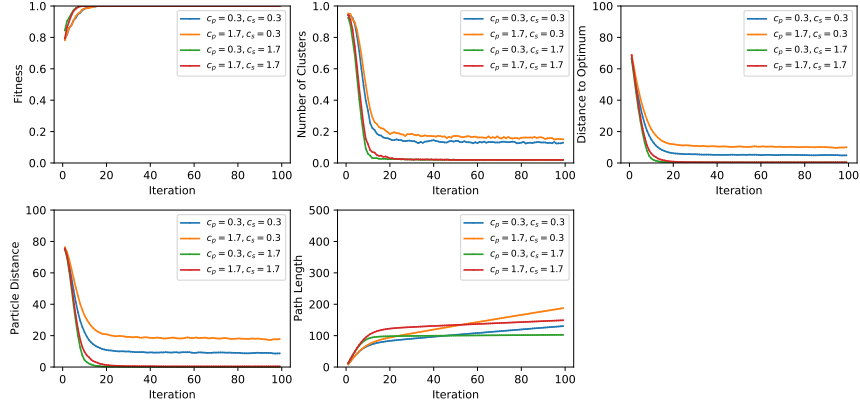 1.0
0.8
0.6
0.4
0.2
0.0
Fitness
0 20 40 60 80 100
Iteration
c_p = 0.3, c_s = 0.3
c_p = 1.7, c_s = 0.3
c_p = 0.3, c_s = 1.7
c_p = 1.7, c_s = 1.7
1.0
0.8
0.6
0.4
0.2
0.0
Number of Clusters
0 20 40 60 80 100
Iteration
c_p = 0.3, c_s = 0.3
c_p = 1.7, c_s = 0.3
c_p = 0.3, c_s = 1.7
c_p = 1.7, c_s = 1.7
100
80
60
40
20
0
Distance to Optimum
0 20 40 60 80 100
Iteration
c_p = 0.3, c_s = 0.3
c_p = 1.7, c_s = 0.3
c_p = 0.3, c_s = 1.7
c_p = 1.7, c_s = 1.7
100
80
60
40
20
0
Particle Distance
0 20 40 60 80 100
Iteration
c_p = 0.3, c_s = 0.3
c_p = 1.7, c_s = 0.3
c_p = 0.3, c_s = 1.7
c_p = 1.7, c_s = 1.7
500
400
300
200
100
0
Path Length
0 20 40 60 80 100
Iteration
c_p = 0.3, c_s = 0.3
c_p = 1.7, c_s = 0.3
c_p = 0.3, c_s = 1.7
c_p = 1.7, c_s = 1.7